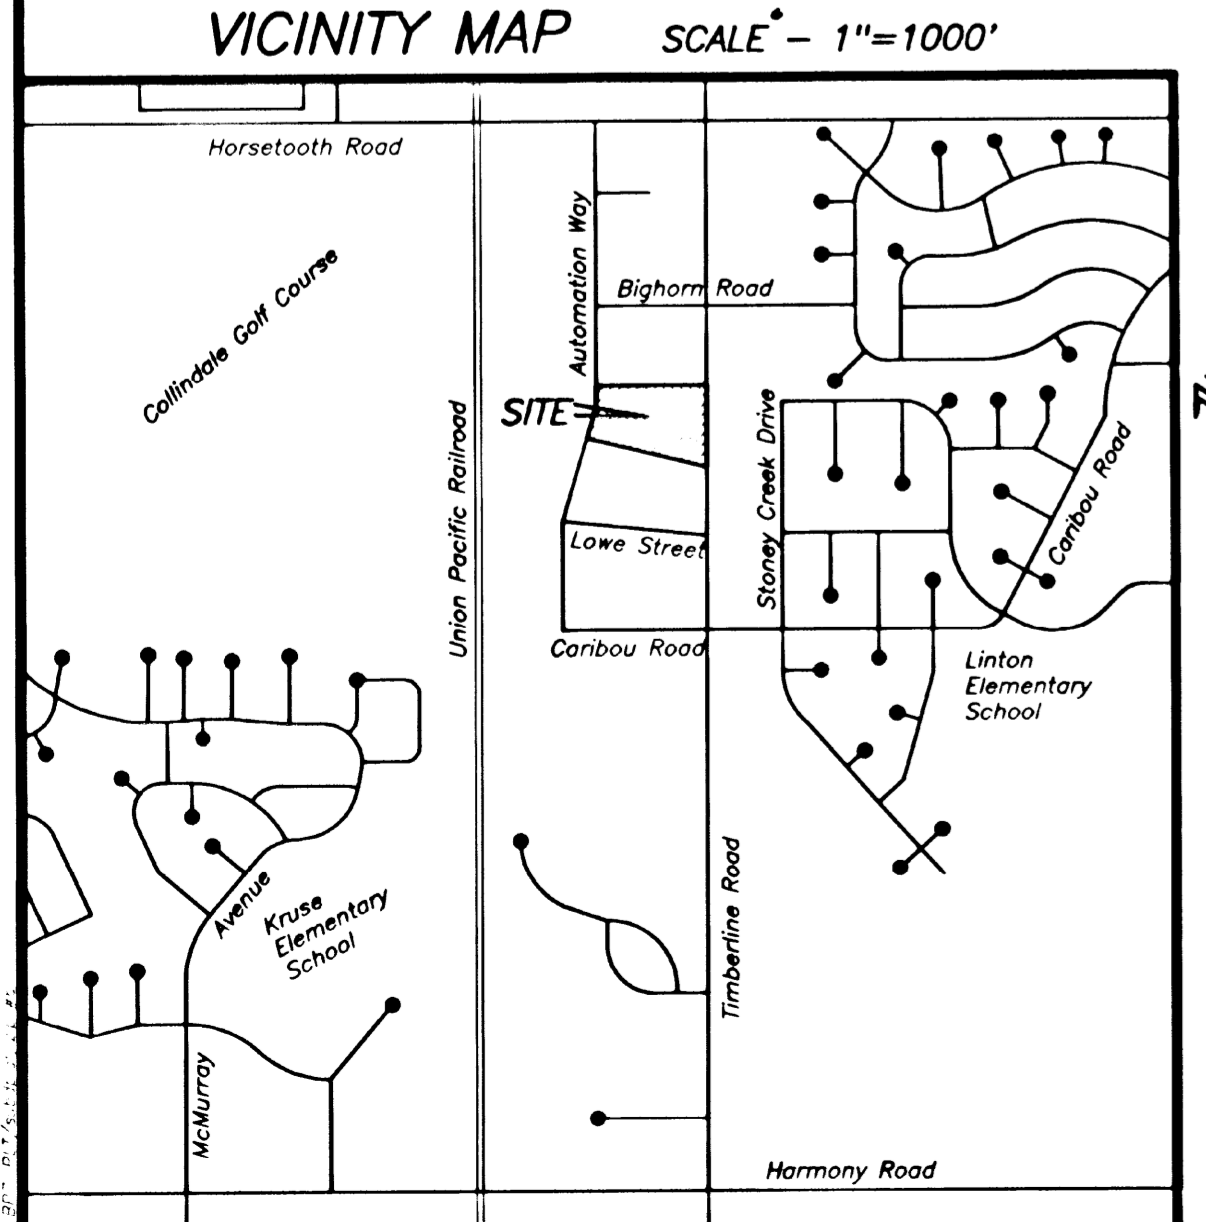 VICINITY MAP SCALE - 1"=1000'
Horsetooth Road
Automation Way
Collindale Golf Course
Bighorn Road
SITE
Union Pacific Railroad
Stoney Creek Drive
Caribou Road
Lowe Street
Caribou Road
Linton
Elementary
School
Avenue
Kruse
Elementary
School
Timberline Road
McMurray
Harmony Road